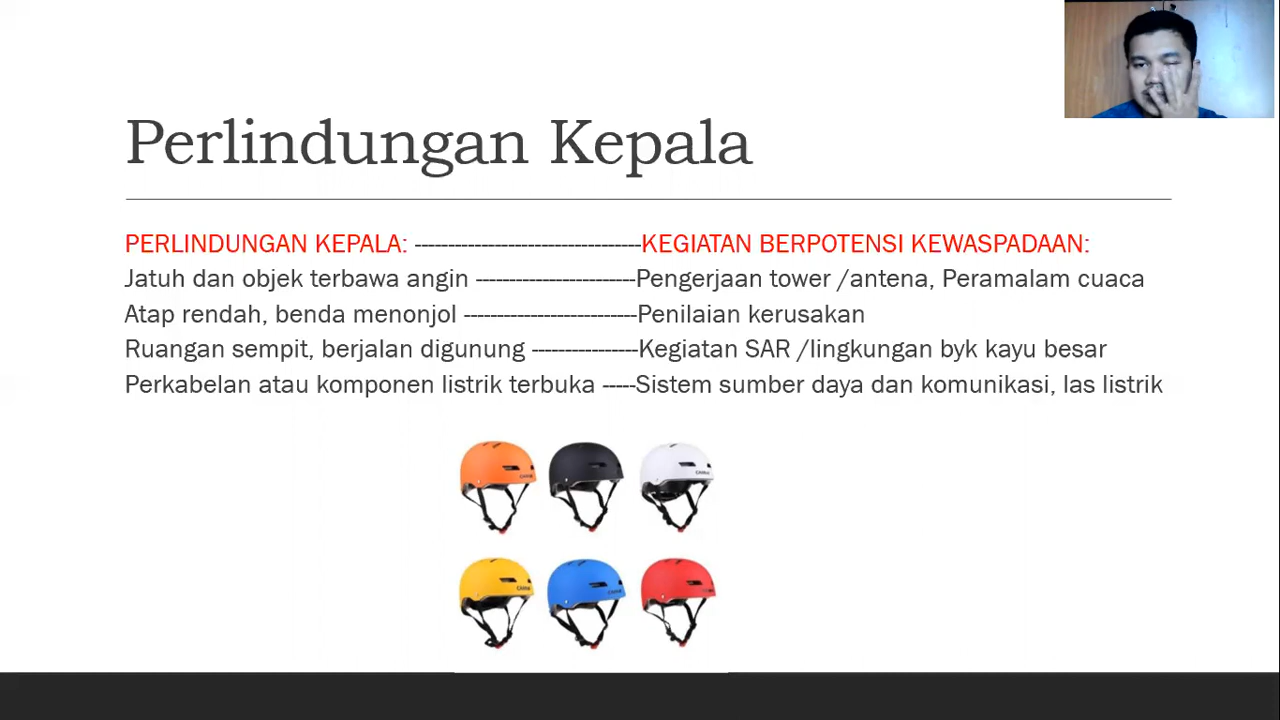 Perlindungan Kepala
PERLINDUNGAN KEPALA: ----------------------------------KEGIATAN BERPOTENSI KEWASPADAAN:
Jatuh dan objek terbawa angin ------------------------Pengerjaan tower /antena, Peramalam cuaca
Atap rendah, benda menonjol --------------------------Penilaian kerusakan
Ruangan sempit, berjalan digunung ----------------Kegiatan SAR /lingkungan byk kayu besar
Perkabelan atau komponen listrik terbuka -----Sistem sumber daya dan komunikasi, las listrik